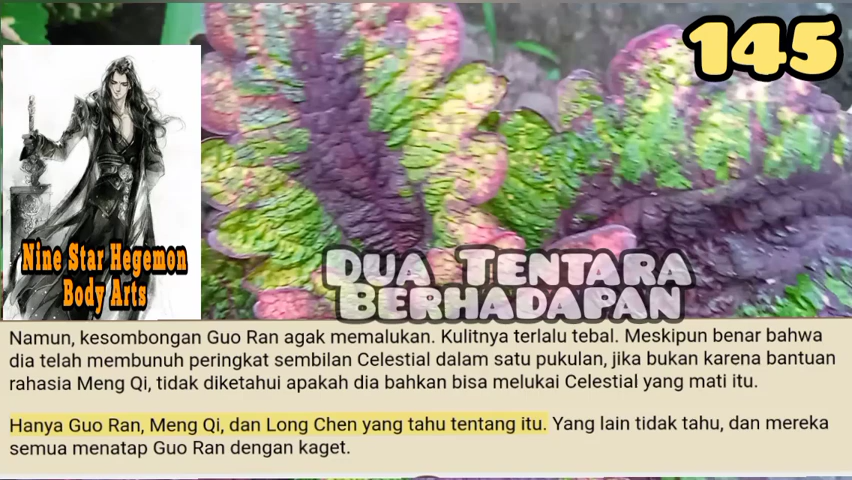 145
Nine Star Hegemon
Body Arts
Dua Tentara
Berhadapan
Namun, kesombongan Guo Ran agak memalukan. Kulitnya terlalu tebal. Meskipun benar bahwa
dia telah membunuh peringkat sembilan Celestial dalam satu pukulan, jika bukan karena bantuan
rahasia Meng Qi, tidak diketahui apakah dia bahkan bisa melukai Celestial yang mati itu.
Hanya Guo Ran, Meng Qi, dan Long Chen yang tahu tentang itu. Yang lain tidak tahu, dan mereka
semua menatap Guo Ran dengan kaget.